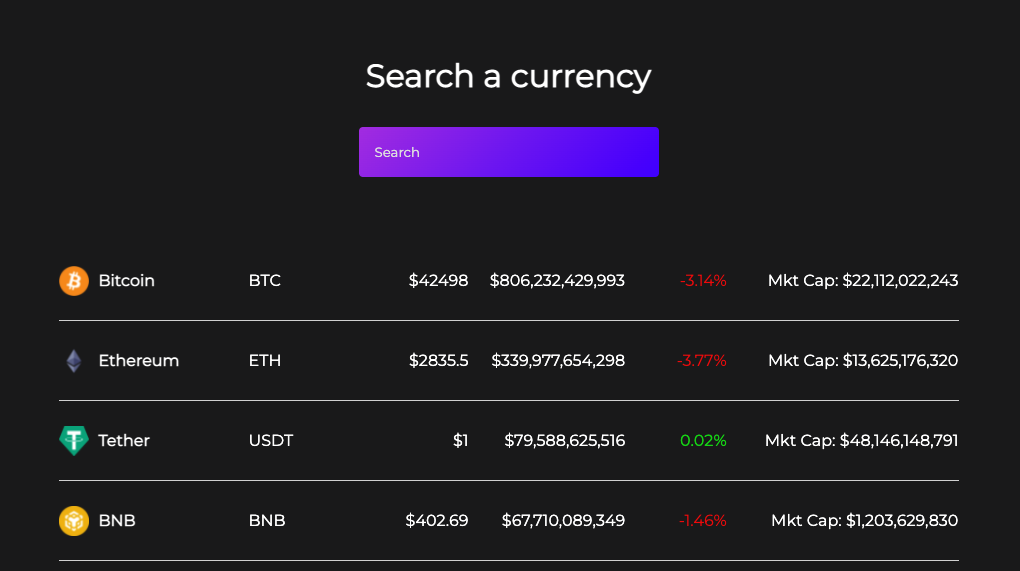 Search a currency
Search
Bitcoin BTC $42498 $806,232,429,993 -3.14% Mkt Cap: $22,112,022,243
Ethereum ETH $2835.5 $339,977,654,298 -3.77% Mkt Cap: $13,625,176,320
Tether USDT $1 $79,588,625,516 0.02% Mkt Cap: $48,146,148,791
BNB BNB $402.69 $67,710,089,349 -1.46% Mkt Cap: $1,203,629,830